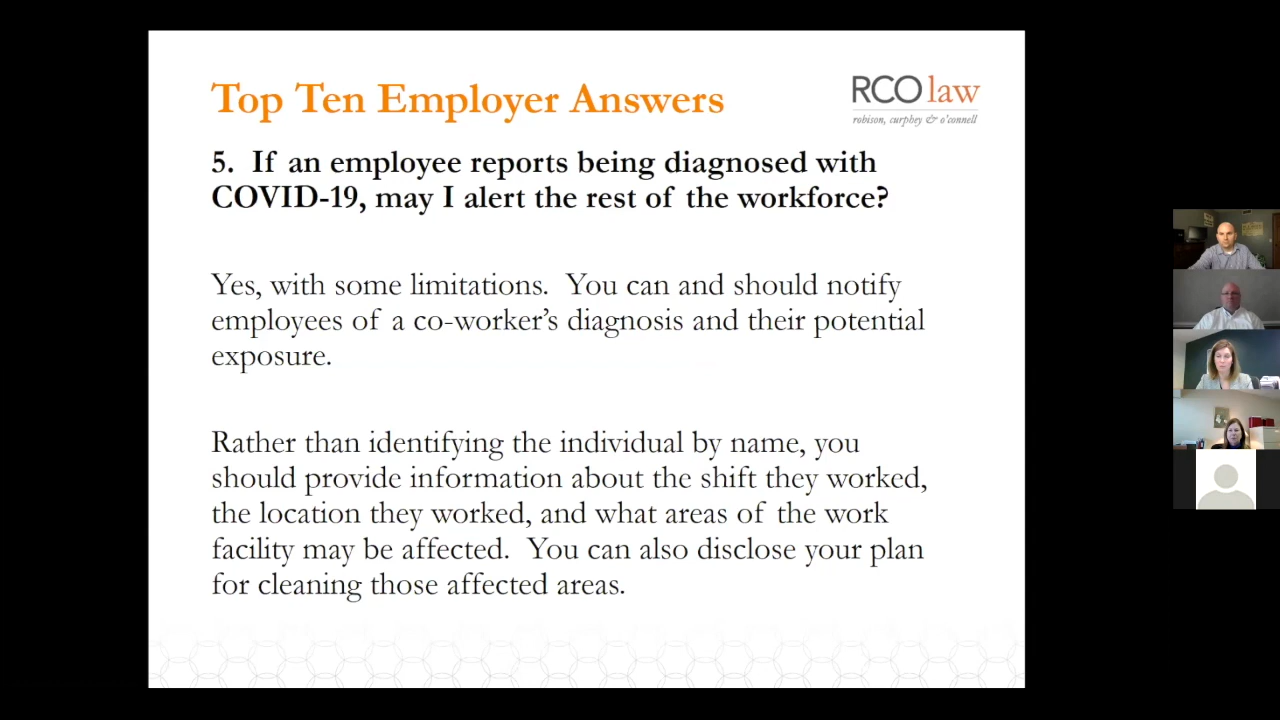 Top Ten Employer Answers
RCO law
robison, curphey & o'connell
5. If an employee reports being diagnosed with
COVID-19, may I alert the rest of the workforce?
Yes, with some limitations. You can and should notify
employees of a co-worker's diagnosis and their potential
exposure.
Rather than identifying the individual by name, you
should provide information about the shift they worked,
the location they worked, and what areas of the work
facility may be affected. You can also disclose your plan
for cleaning those affected areas.